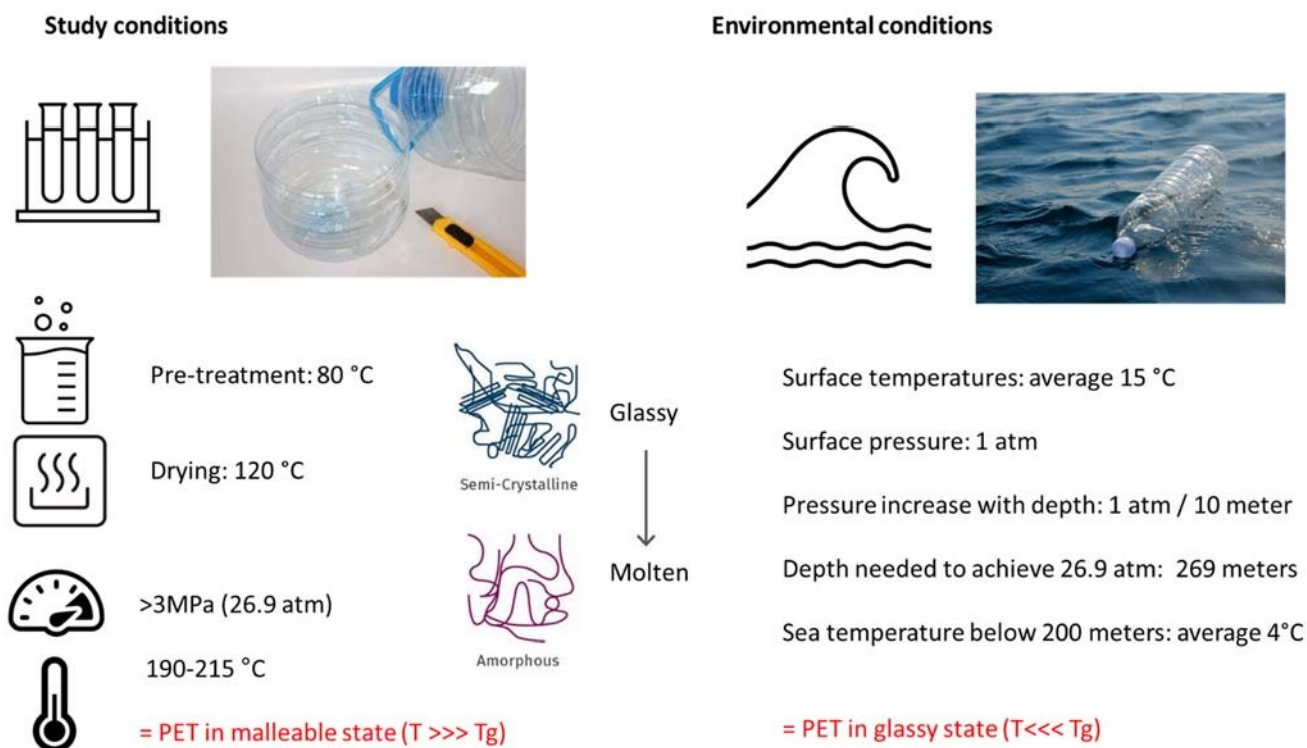 Study conditions
Pre-treatment: 80 °C
Drying: 120 °C
>3MPa (26.9 atm)
190-215 °C
= PET in malleable state (T >>> Tg)
Semi-Crystalline
Amorphous
Glassy
Molten
Environmental conditions
Surface temperatures: average 15 °C
Surface pressure: 1 atm
Pressure increase with depth: 1 atm / 10 meter
Depth needed to achieve 26.9 atm:  269 meters
Sea temperature below 200 meters: average 4°C
= PET in glassy state (T<<< Tg)